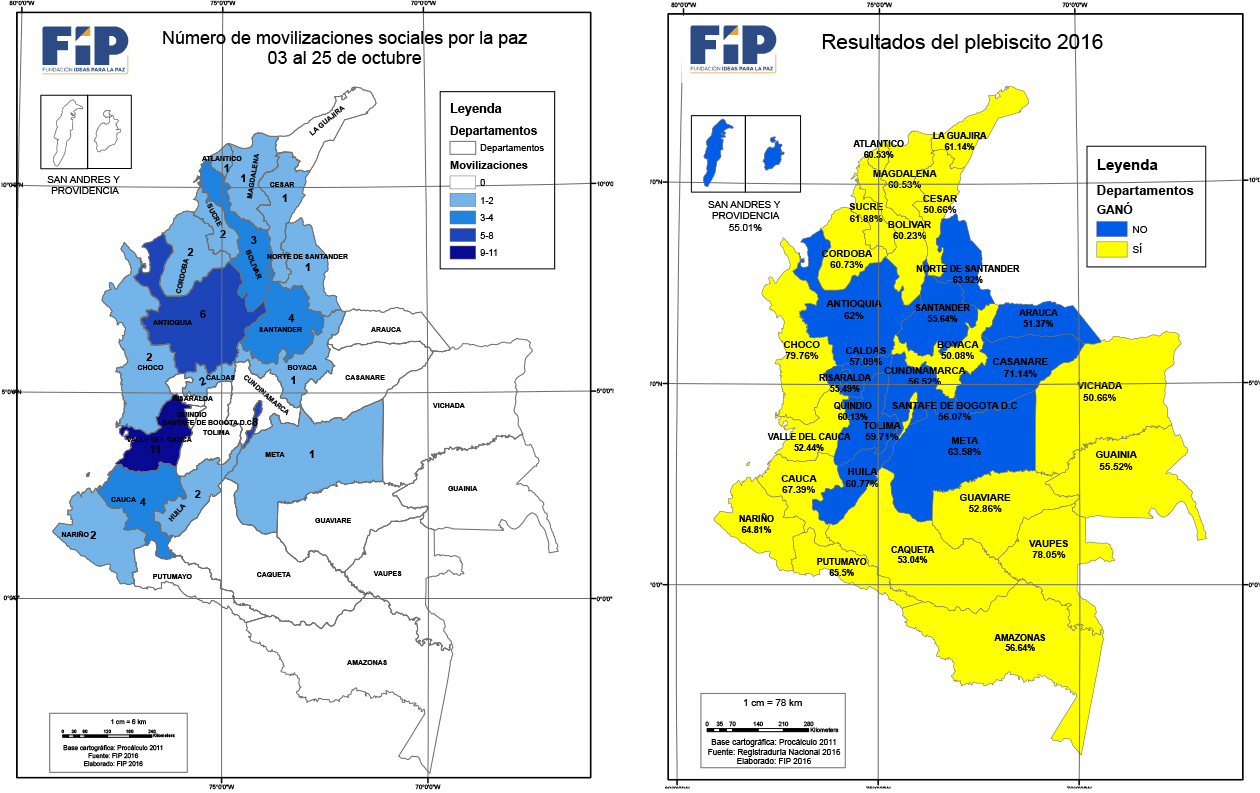 FIP
FUNDACIÓN IDEAS PARA LA PAZ
Número de movilizaciones sociales por la paz
03 al 25 de octubre
80°0'0"W
75°0'0"W
70°0'0"W
SAN ANDRES Y
PROVIDENCIA
Leyenda
Departamentos
Departamentos
Movilizaciones
0
1-2
3-4
5-8
9-11
10°0'0"N
10°0'0"N
LA GUAJIRA
ATLANTICO
1
MAGDALENA
1
CESAR
1
SUCRE
2
CORDOBA
2
BOLIVAR
3
NORTE DE SANTANDER
1
ANTIOQUIA
6
SANTANDER
4
ARAUCA
CHOCO
2
CALDAS
2
BOYACA
1
CASANARE
CUNDINAMARCA
5°0'0"N
5°0'0"N
RISARALDA
QUINDIO
SANTAFE DE BOGOTA D.C
8
TOLIMA
VALLE DEL CAUCA
11
VICHADA
META
1
CAUCA
4
HUILA
2
GUAINIA
NARIÑO
2
GUAVIARE
PUTUMAYO
CAQUETA
VAUPES
0°0'0"
0°0'0"
AMAZONAS
1 cm = 6 km
0 30 60 120 180 240
Kilometers
Base cartográfica: Procálculo 2011
Fuente: FIP 2016
Elaborado: FIP 2016
75°0'0"W
70°0'0"W
FIP
FUNDACIÓN IDEAS PARA LA PAZ
Resultados del plebiscito 2016
80°0'0"W
75°0'0"W
70°0'0"W
SAN ANDRES Y
PROVIDENCIA
55.01%
Leyenda
Departamentos
GANÓ
NO
SÍ
LA GUAJIRA
61.14%
ATLANTICO
60.53%
MAGDALENA
60.53%
CESAR
50.66%
SUCRE
61.88%
BOLIVAR
60.23%
CORDOBA
60.73%
NORTE DE SANTANDER
63.92%
ANTIOQUIA
62%
SANTANDER
55.64%
ARAUCA
51.37%
CHOCO
79.76%
CALDAS
57.09%
BOYACA
50.08%
CASANARE
71.14%
CUNDINAMARCA
56.52%
RISARALDA
55.49%
VICHADA
50.66%
QUINDIO
60.13%
SANTAFE DE BOGOTA D.C
56.07%
TOLIMA
59.71%
VALLE DEL CAUCA
52.44%
META
63.58%
GUAINIA
55.52%
HUILA
60.77%
CAUCA
67.39%
GUAVIARE
52.86%
NARIÑO
64.81%
CAQUETA
53.04%
VAUPES
78.05%
PUTUMAYO
65.5%
AMAZONAS
56.64%
1 cm = 78 km
0 35 70 140 210 280
Kilometers
Base cartográfica: Procálculo 2011
Fuente: Registraduría Nacional 2016
Elaborado: FIP 2016
70°0'0"W